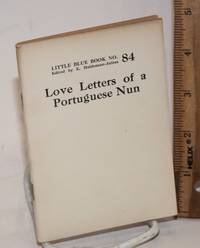 LITTLE BLUE BOOK NO. 84
Edited by E. Haldeman-Julius
Love Letters of a
Portuguese Nun